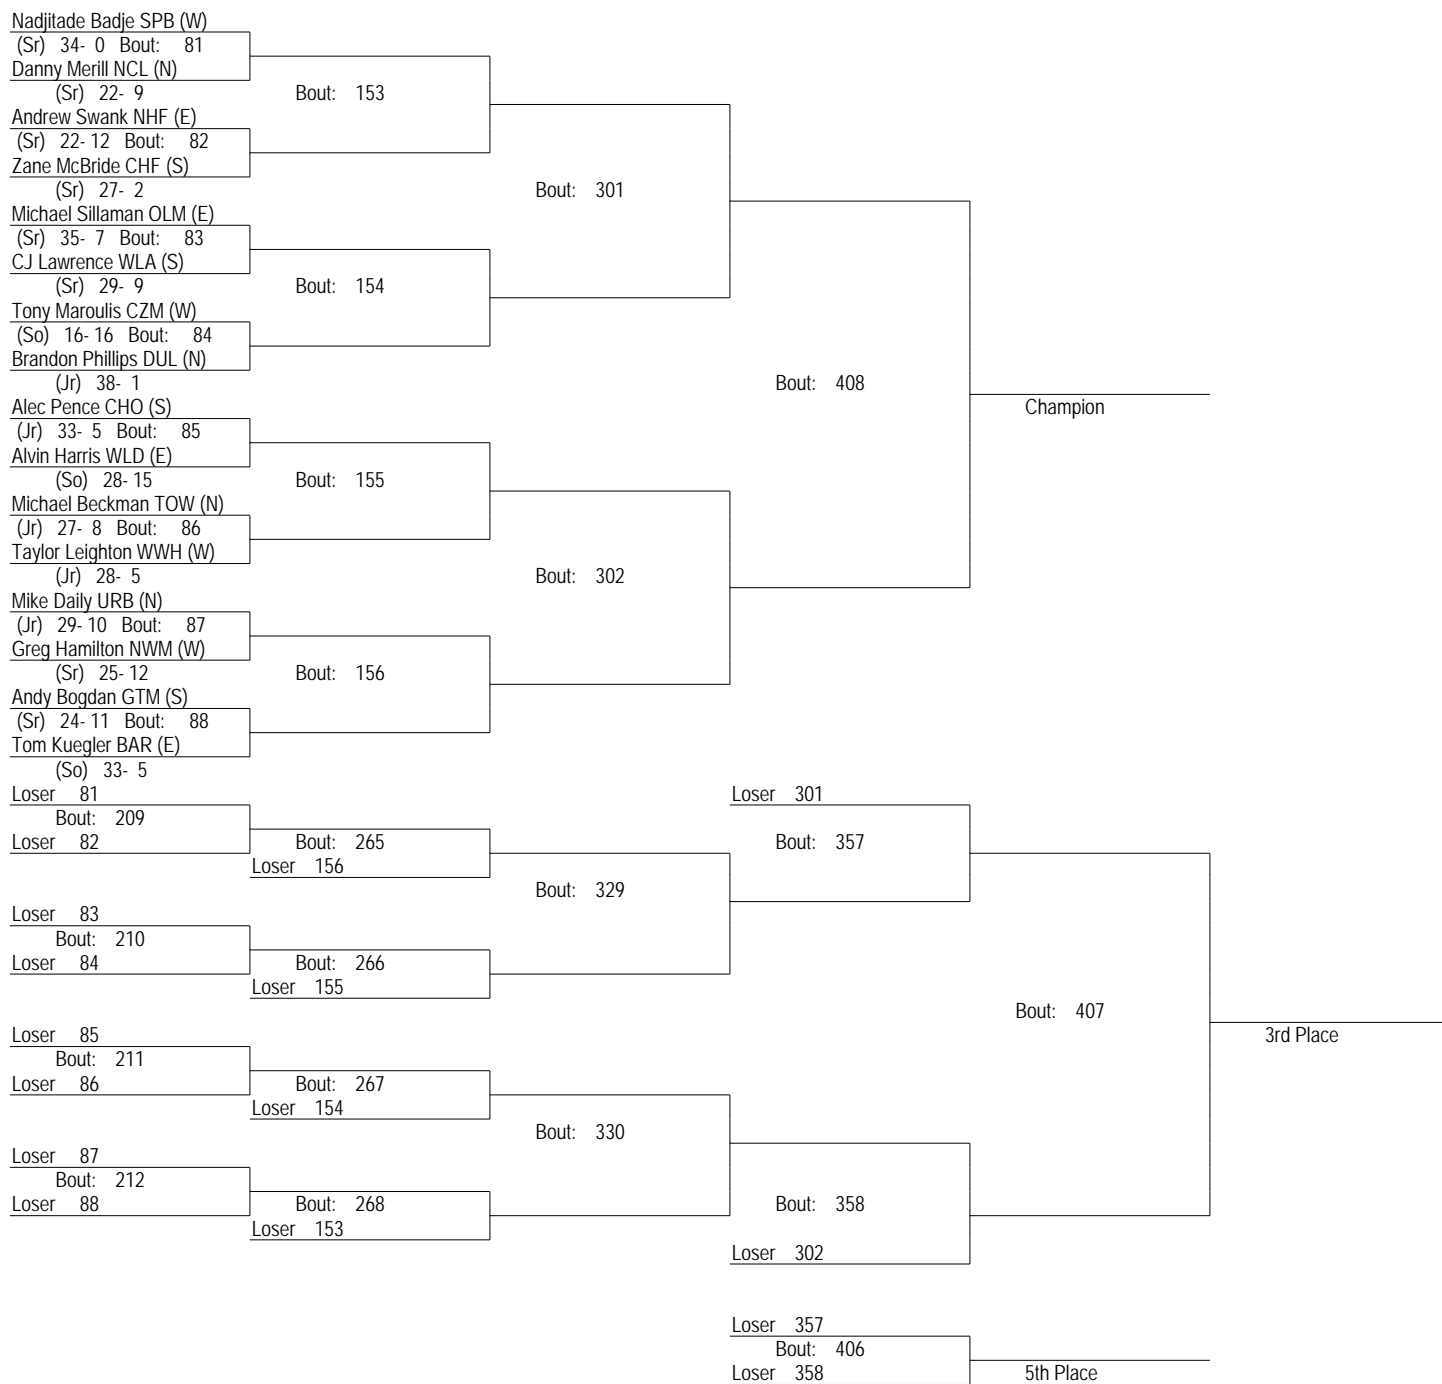 Nadjitade Badje SPB (W)
(Sr) 34- 0 Bout: 81
Danny Merill NCL (N)
(Sr) 22- 9 Bout: 153
Andrew Swank NHF (E)
(Sr) 22- 12 Bout: 82
Zane McBride CHF (S)
(Sr) 27- 2 Bout: 301
Michael Sillaman OLM (E)
(Sr) 35- 7 Bout: 83
CJ Lawrence WLA (S)
(Sr) 29- 9 Bout: 154
Tony Maroulis CZM (W)
(So) 16- 16 Bout: 84
Brandon Phillips DUL (N)
(Jr) 38- 1 Bout: 408
Alec Pence CHO (S) Champion
(Jr) 33- 5 Bout: 85
Alvin Harris WLD (E)
(So) 28- 15 Bout: 155
Michael Beckman TOW (N)
(Jr) 27- 8 Bout: 86
Taylor Leighton WWH (W)
(Jr) 28- 5 Bout: 302
Mike Daily URB (N)
(Jr) 29- 10 Bout: 87
Greg Hamilton NWM (W)
(Sr) 25- 12 Bout: 156
Andy Bogdan GTM (S)
(Sr) 24- 11 Bout: 88
Tom Kuegler BAR (E)
(So) 33- 5
Loser 81 Loser 301
Bout: 209
Loser 82 Bout: 265 Bout: 357
Loser 156
Bout: 329
Loser 83
Bout: 210
Loser 84 Bout: 266
Loser 155
Bout: 407
Loser 85 3rd Place
Bout: 211
Loser 86 Bout: 267
Loser 154
Bout: 330
Loser 87
Bout: 212
Loser 88 Bout: 268 Bout: 358
Loser 153
Loser 302
Loser 357
Bout: 406
Loser 358 5th Place